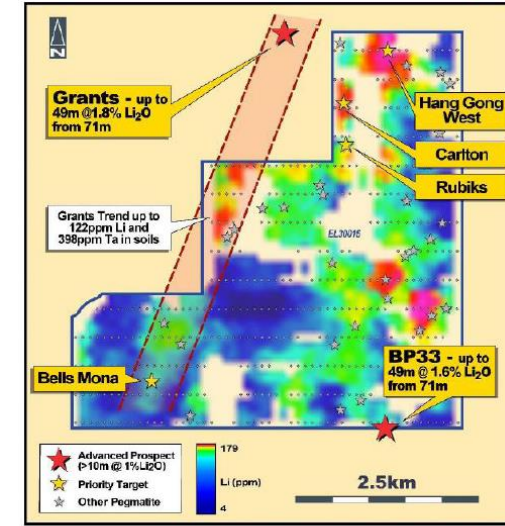 N
Grants - up to
49m @1.8% Li2O
from 71m
Hang Gong
West
Carlton
Rubiks
Grants Trend up to
122ppm Li and
398ppm Ta in soils
EL30015
Bells Mona
BP33 - up to
49m @ 1.6% Li2O
from 71m
Advanced Prospect
(>10m @ 1%Li2O)
Priority Target
Other Pegmatite
179
Li (ppm)
4
2.5km